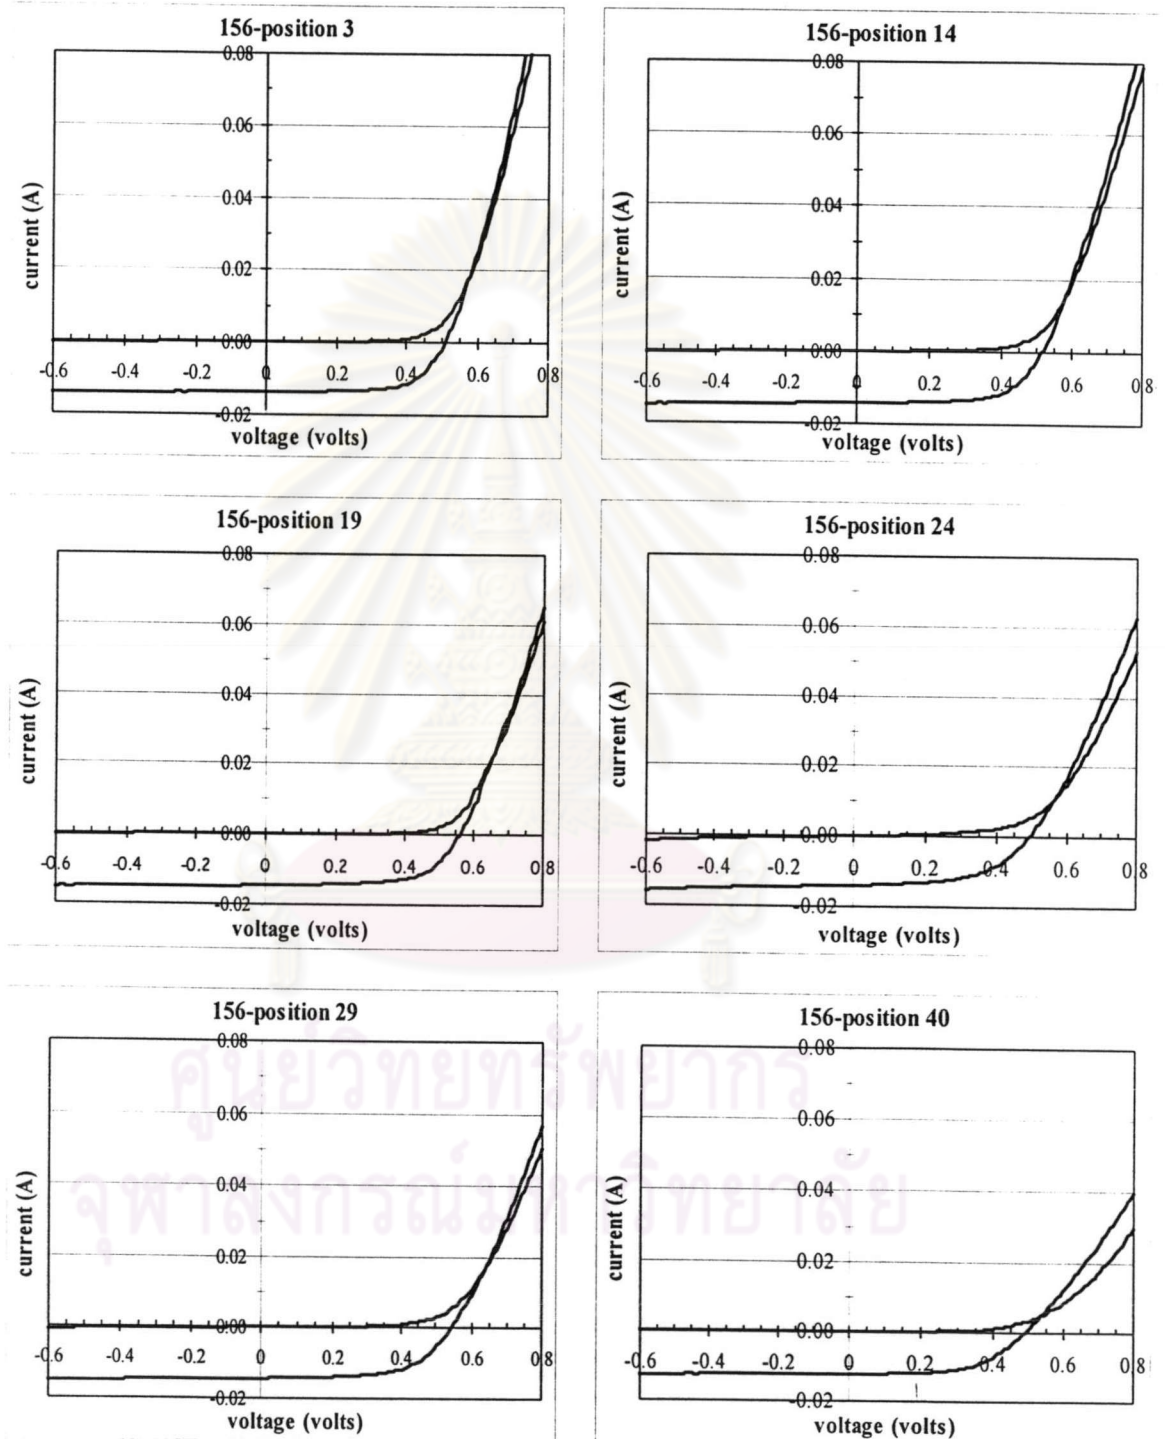 156-position 3
0.08
0.06
0.04
0.02
0.00
-0.02
-0.6 -0.4 -0.2 0 0.2 0.4 0.6 0.8
current (A)
voltage (volts)
156-position 14
0.08
0.06
0.04
0.02
0.00
-0.02
-0.6 -0.4 -0.2 0 0.2 0.4 0.6 0.8
current (A)
voltage (volts)
156-position 19
0.08
0.06
0.04
0.02
0.00
-0.02
-0.6 -0.4 -0.2 0 0.2 0.4 0.6 0.8
current (A)
voltage (volts)
156-position 24
0.08
0.06
0.04
0.02
0.00
-0.02
-0.6 -0.4 -0.2 0 0.2 0.4 0.6 0.8
current (A)
voltage (volts)
156-position 29
0.08
0.06
0.04
0.02
0.00
-0.02
-0.6 -0.4 -0.2 0 0.2 0.4 0.6 0.8
current (A)
voltage (volts)
156-position 40
0.08
0.06
0.04
0.02
0.00
-0.02
-0.6 -0.4 -0.2 0 0.2 0.4 0.6 0.8
current (A)
voltage (volts)
ศูนย์วิทยทรัพยากร
จุฬาลงกรณ์มหาวิทยาลัย